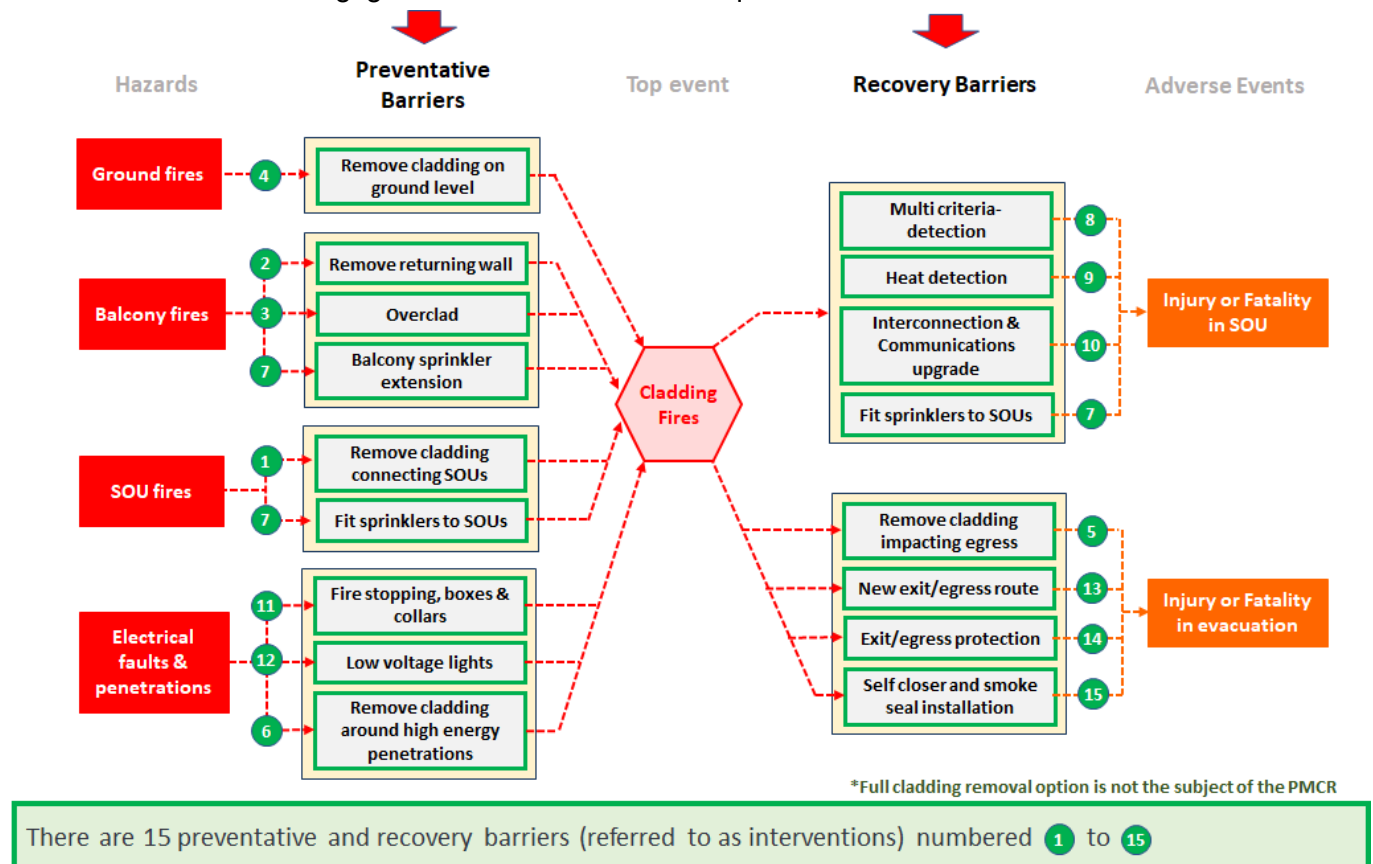 Hazards
Preventative
Barriers
Top event
Recovery Barriers
Adverse Events
Ground fires
4
Remove cladding on
ground level
Balcony fires
2
Remove returning wall
3
Overclad
7
Balcony sprinkler
extension
SOU fires
1
Remove cladding
connecting SOUs
7
Fit sprinklers to SOUs
Electrical
faults &
penetrations
11
Fire stopping, boxes &
collars
12
Low voltage lights
6
Remove cladding
around high energy
penetrations
Cladding
Fires
Multi criteria-
detection
8
Heat detection
9
Interconnection &
Communications
upgrade
10
Fit sprinklers to SOUs
7
Injury or Fatality
in SOU
Remove cladding
impacting egress
5
New exit/egress route
13
Exit/egress protection
14
Self closer and smoke
seal installation
15
Injury or Fatality
in evacuation
*Full cladding removal option is not the subject of the PMCR
There are 15 preventative and recovery barriers (referred to as interventions) numbered 1 to 15